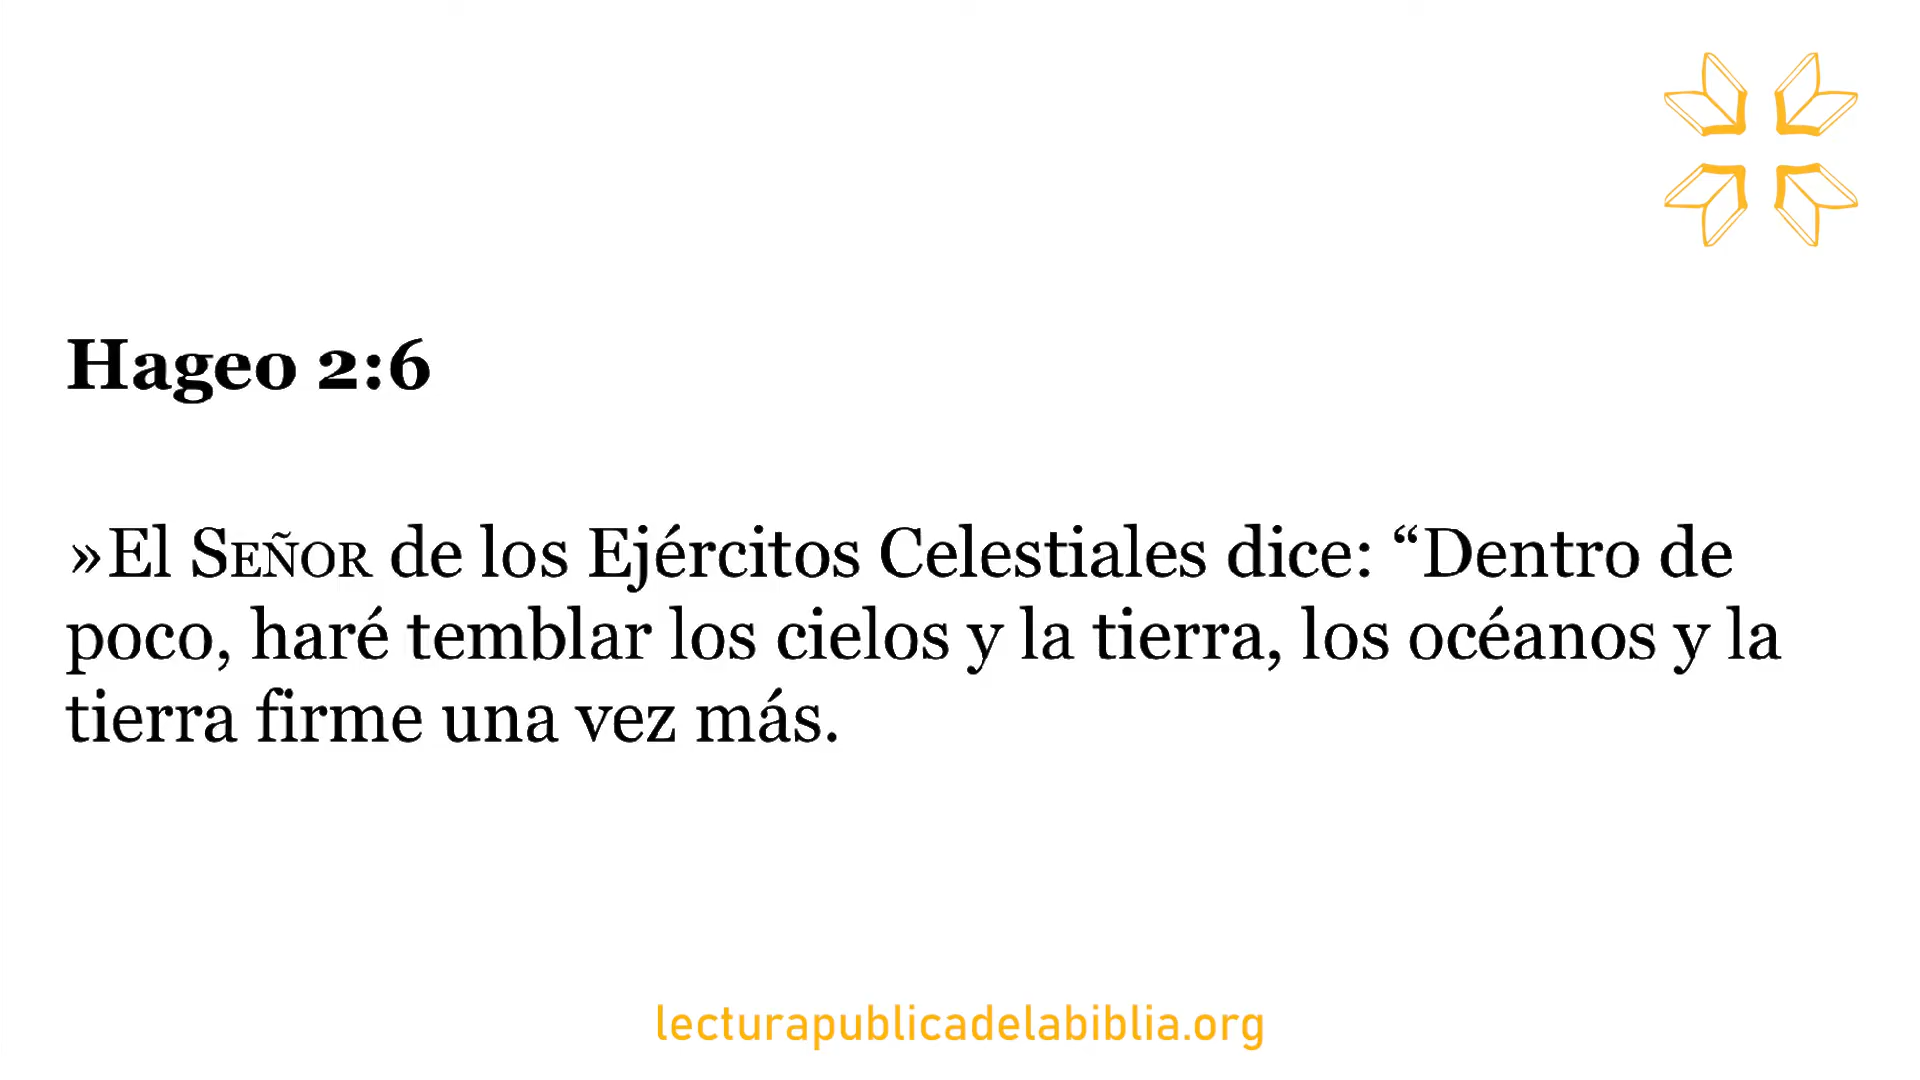 Hageo 2:6
»El SEÑOR de los Ejércitos Celestiales dice: “Dentro de
poco, haré temblar los cielos y la tierra, los océanos y la
tierra firme una vez más.
lecturapublicadelabiblia.org